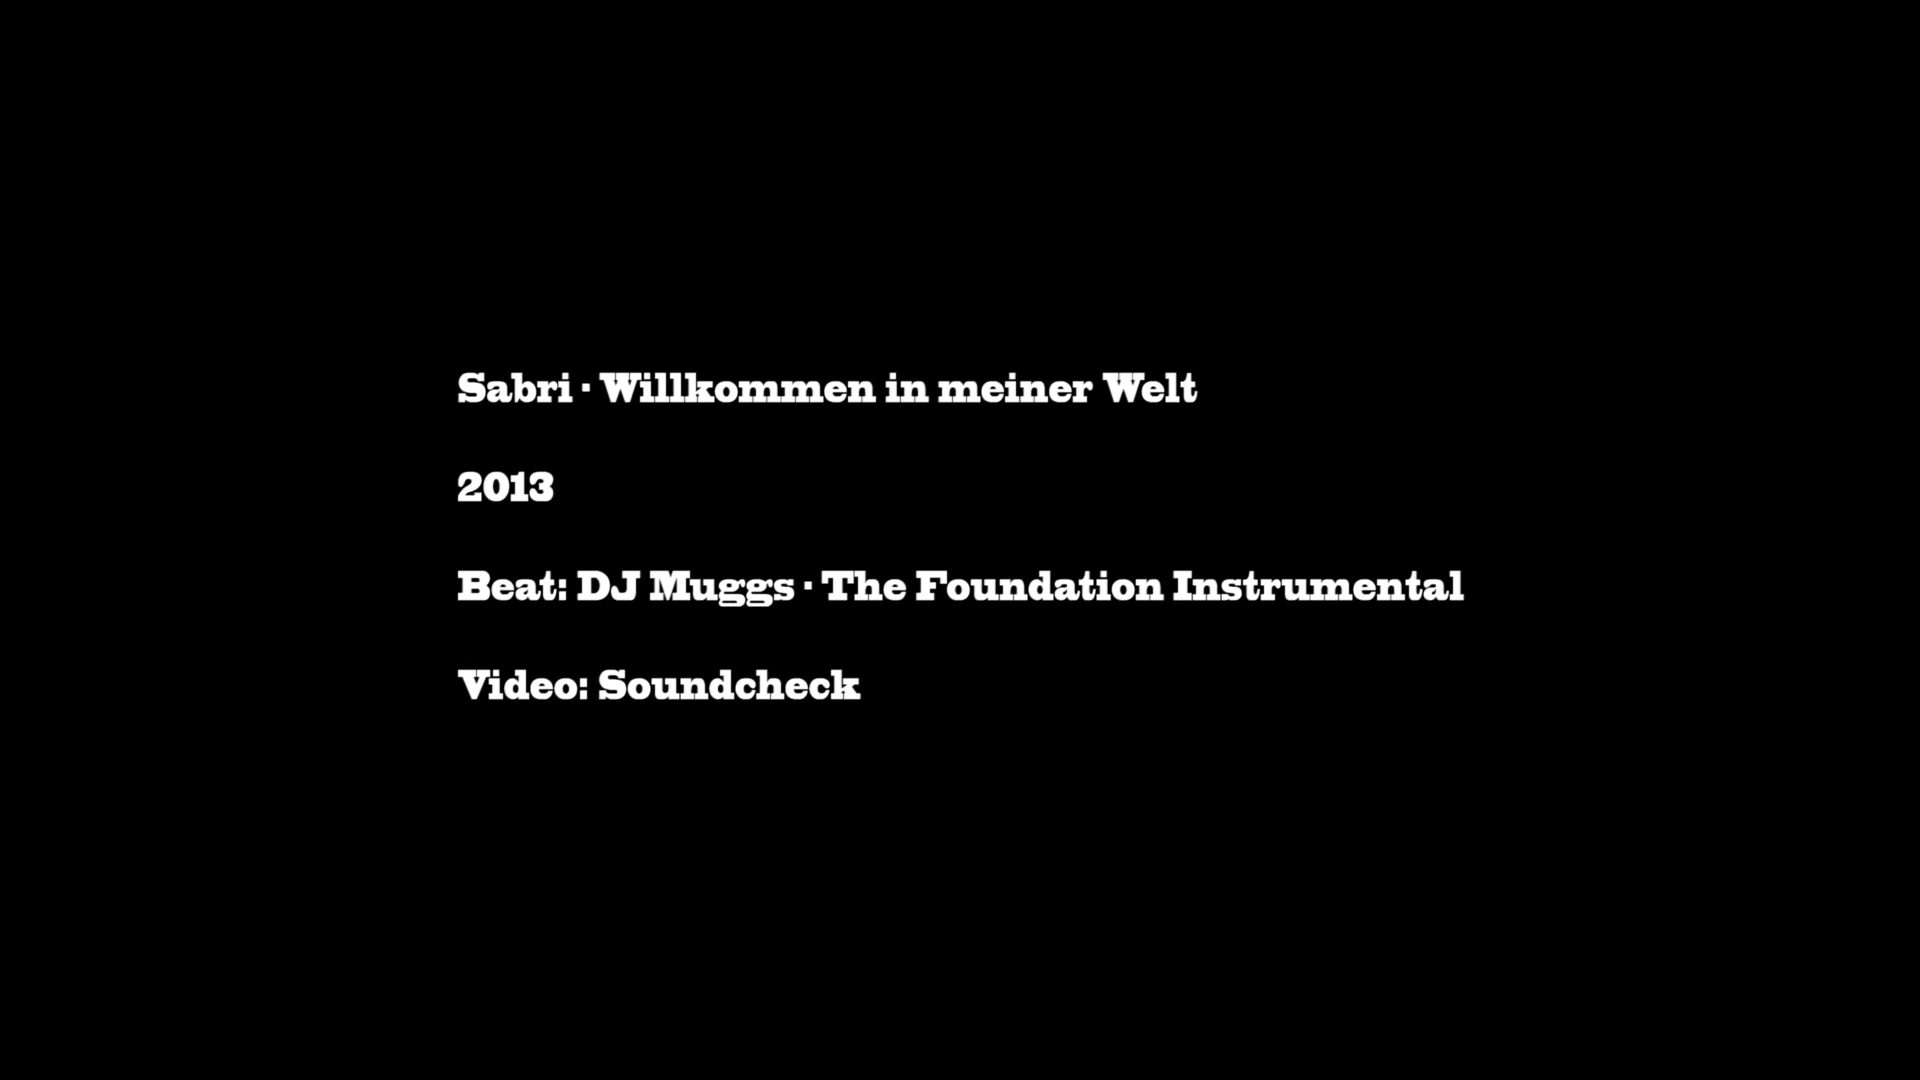 Sabri · Willkommen in meiner Welt
2013
Beat: DJ Muggs · The Foundation Instrumental
Video: Soundcheck